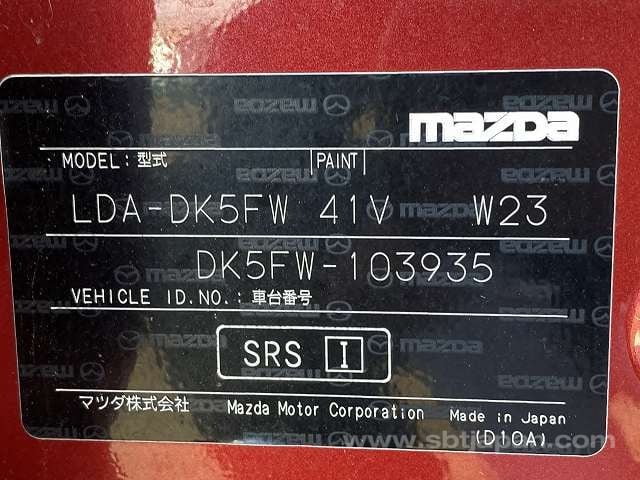 mazda
MODEL: 型式 PAINT
LDA-DK5FW 41V W23
DK5FW-103935
VEHICLE ID.NO.: 車台番号
SRS I
マツダ株式会社 Mazda Motor Corporation Made in Japan
(D10A)
www.sbtjapan.com